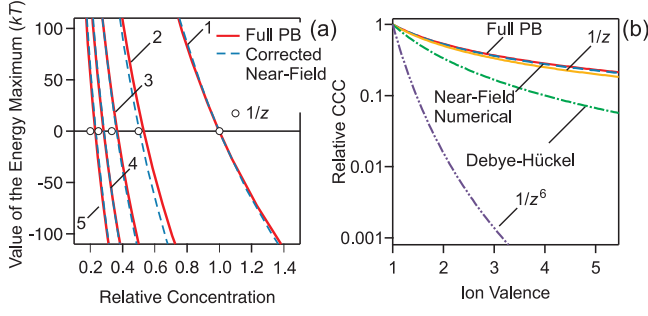 (a)
Value of the Energy Maximum (kT)
100
50
0
-50
-100
0.2 0.4 0.6 0.8 1.0 1.2 1.4
Relative Concentration
1
2
3
4
5
Full PB
Corrected
Near-Field
1/z
(b)
Relative CCC
1
0.1
0.01
0.001
1 2 3 4 5
Ion Valence
Full PB
1/z
Near-Field
Numerical
Debye-Hückel
1/z⁶